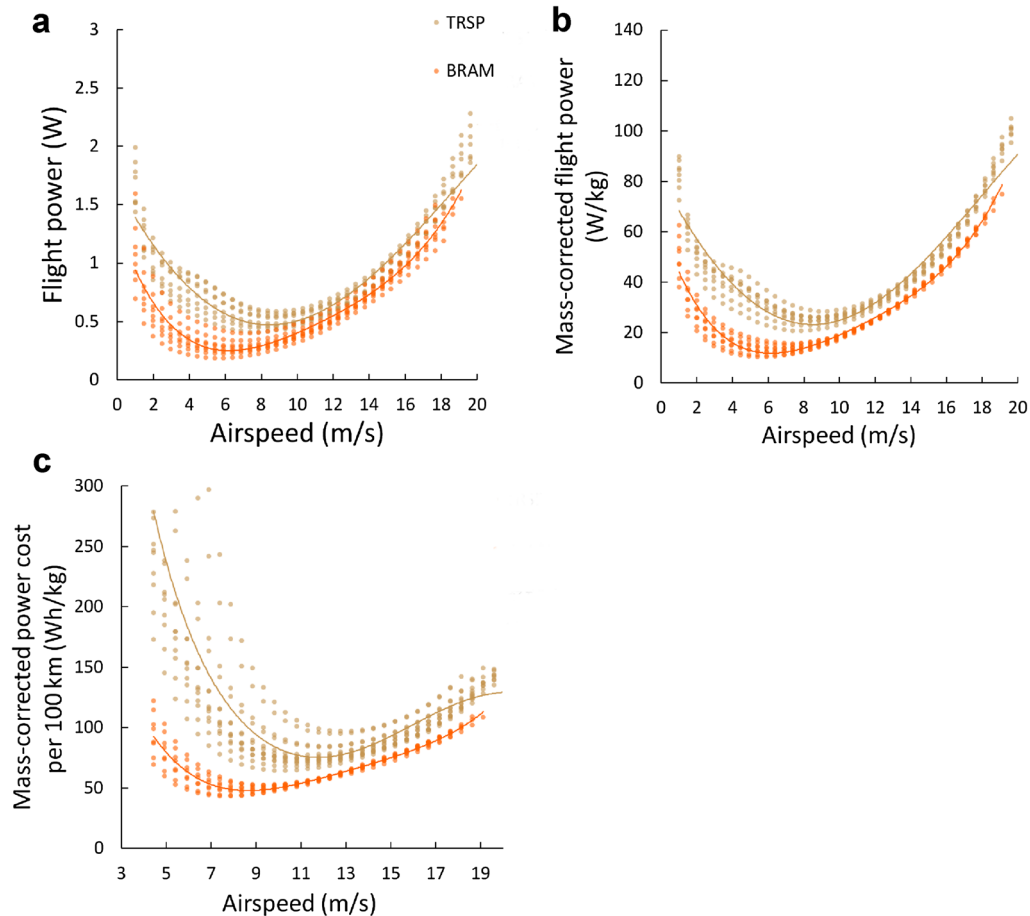 a
TRSP
BRAM
3
2.5
2
1.5
1
0.5
0
Flight power (W)
0 2 4 6 8 10 12 14 16 18 20
Airspeed (m/s)
b
140
120
100
80
60
40
20
0
Mass-corrected flight power
(W/kg)
0 2 4 6 8 10 12 14 16 18 20
Airspeed (m/s)
c
300
250
200
150
100
50
0
Mass-corrected power cost
per 100 km (Wh/kg)
3 5 7 9 11 13 15 17 19
Airspeed (m/s)